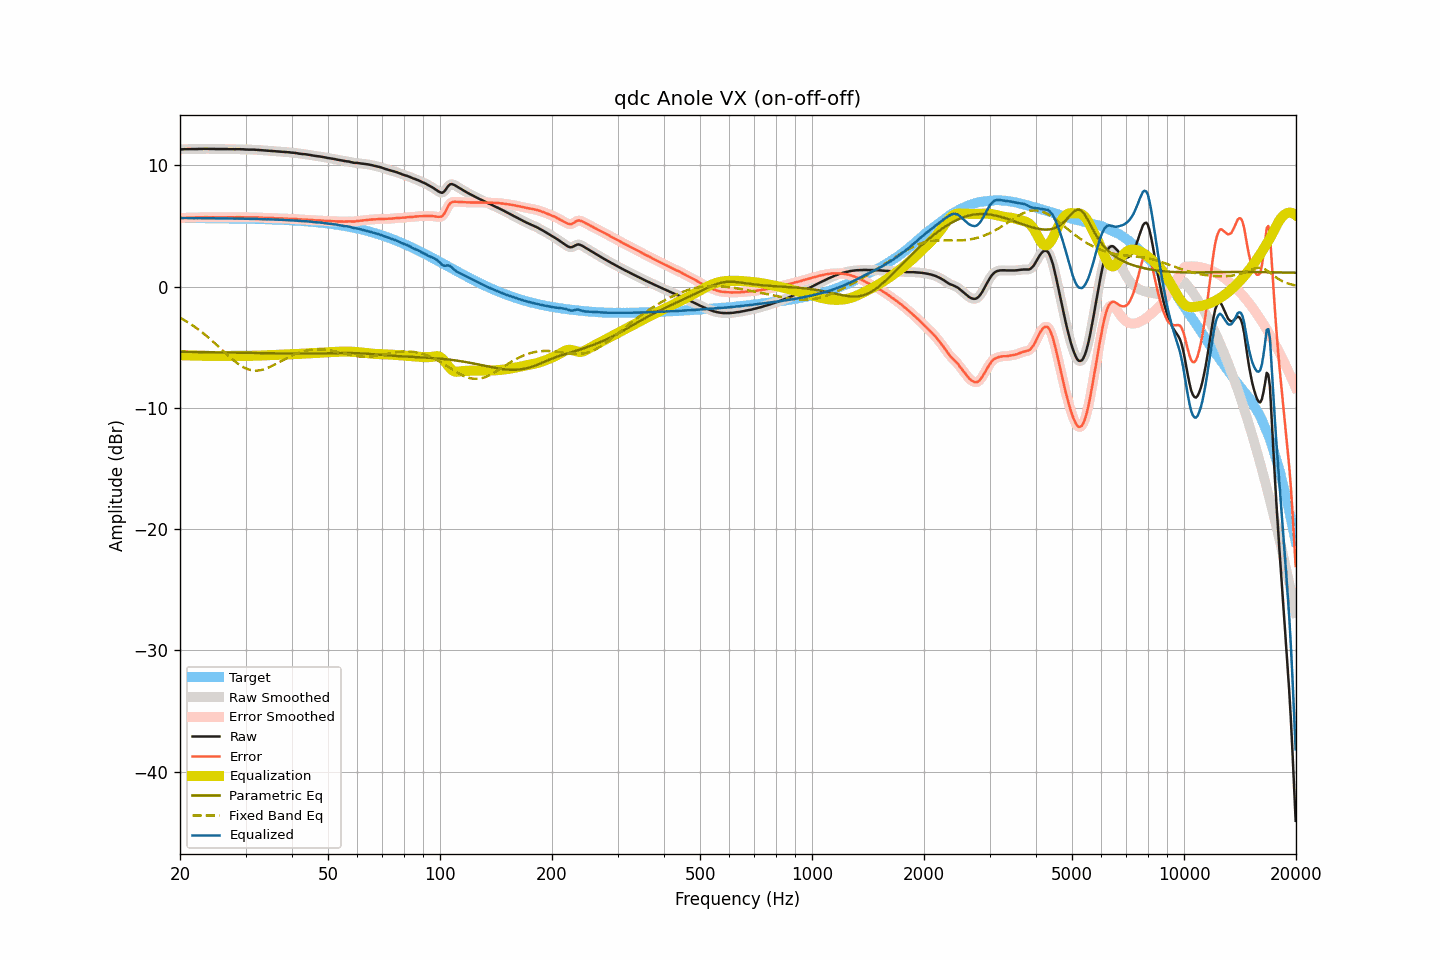 qdc Anole VX (on-off-off)
10
0
−10
−20
−30
−40
Amplitude (dBr)
Target
Raw Smoothed
Error Smoothed
Raw
Error
Equalization
Parametric Eq
Fixed Band Eq
Equalized
20 50 100 200 500 1000 2000 5000 10000 20000
Frequency (Hz)